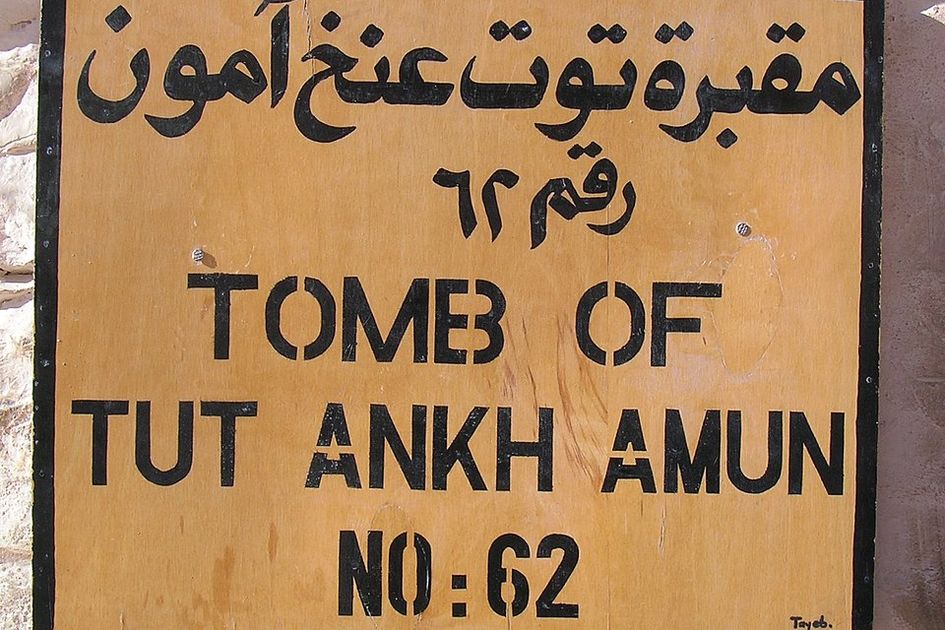 مقبرة توت عنخ آمون
رقم ٦٢
TOMB OF
TUT ANKH AMUN
NO: 62
Tayeb.